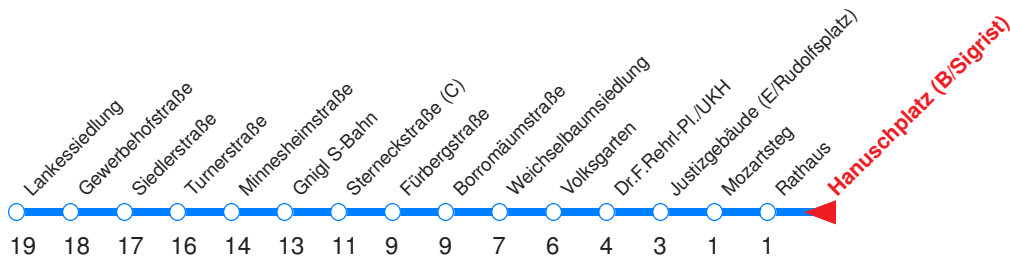 Lankessiedlung
Gewerbehofstraße
Siedlerstraße
Turnerstraße
Minnesheimstraße
Gnigl S-Bahn
Sterneckstraße (C)
Fürbergstraße
Borromäumstraße
Weichselbaumsiedlung
Volksgarten
Dr.F.Rehrl-Pl./UKH
Justizgebäude (E/Rudolfsplatz)
Mozartsteg
Rathaus
Hanuschplatz (B/Sigrist)
19 18 17 16 14 13 11 9 9 7 6 4 3 1 1